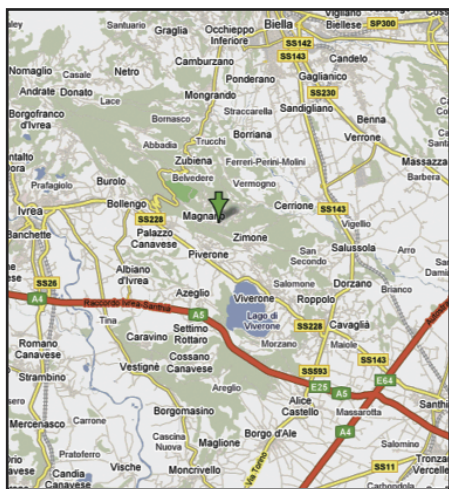 Santuario
Vigliano
Graglia
Occhieppo
Inferiore
Biella
Biellese
SP300
SS142
Camburzano
SS143
Candelo
Nomaglio
Casale
Netro
Ponderano
Gaglianico
Andrate
Donato
Mongrando
SS230
Lace
Straccarella
Sandigliano
Borgofranco
d'Ivrea
Bornasco
Benna
Trucchi
Borriana
Verrone
Abbadia
Zubiena
Ferreri-Perini-Molini
Massazza
Prafagiolo
Burolo
Belvedere
Vermogno
Barbera
Ivrea
Bollengo
Magnano
Cerrione
SS143
SS228
Vigellio
Banchette
Palazzo
Canavese
Zimone
Piverone
San
Secondo
Salussola
Arro
Albiano
d'Ivrea
SS26
Salomone
Dorzano
Brianco
A4
Raccordo Ivrea-Santhià
Azeglio
Viverone
Roppolo
A5
Tina
Settimo
Rottaro
Lago di
Viverone
SS228
Cavaglià
Romano
Canavese
Caravino
Morzano
Maiole
Cossano
Canavese
SS143
Strambino
Vestignè
SS593
E64
Areglio
E25
A5
Alice
Castello
Massarotta
Borgomasino
Mercenasco
Carrone
A4
Cascina
Nuova
Maglione
Borgo d'Ale
Salomino
Pratoferro
Vische
Moncrivello
Via Torino
SS11
Candia
Canavese
Carbondola